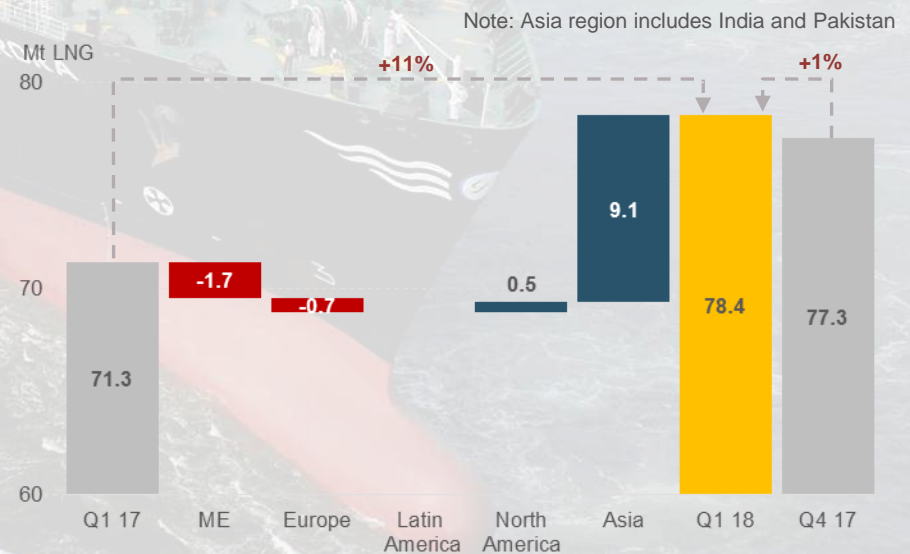 Note: Asia region includes India and Pakistan
Mt LNG
+11%
+1%
80
70
60
71.3
-1.7
-0.7
0.5
9.1
78.4
77.3
Q1 17
ME
Europe
Latin
America
North
America
Asia
Q1 18
Q4 17